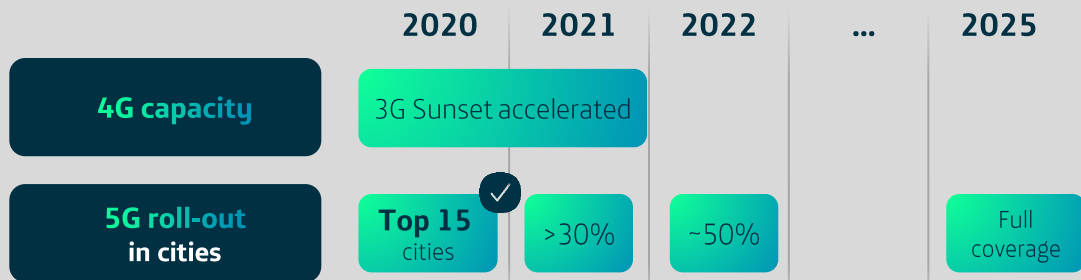 2020 2021 2022 ... 2025
4G capacity
3G Sunset accelerated
5G roll-out
in cities
Top 15
cities
>30%
~50%
Full
coverage